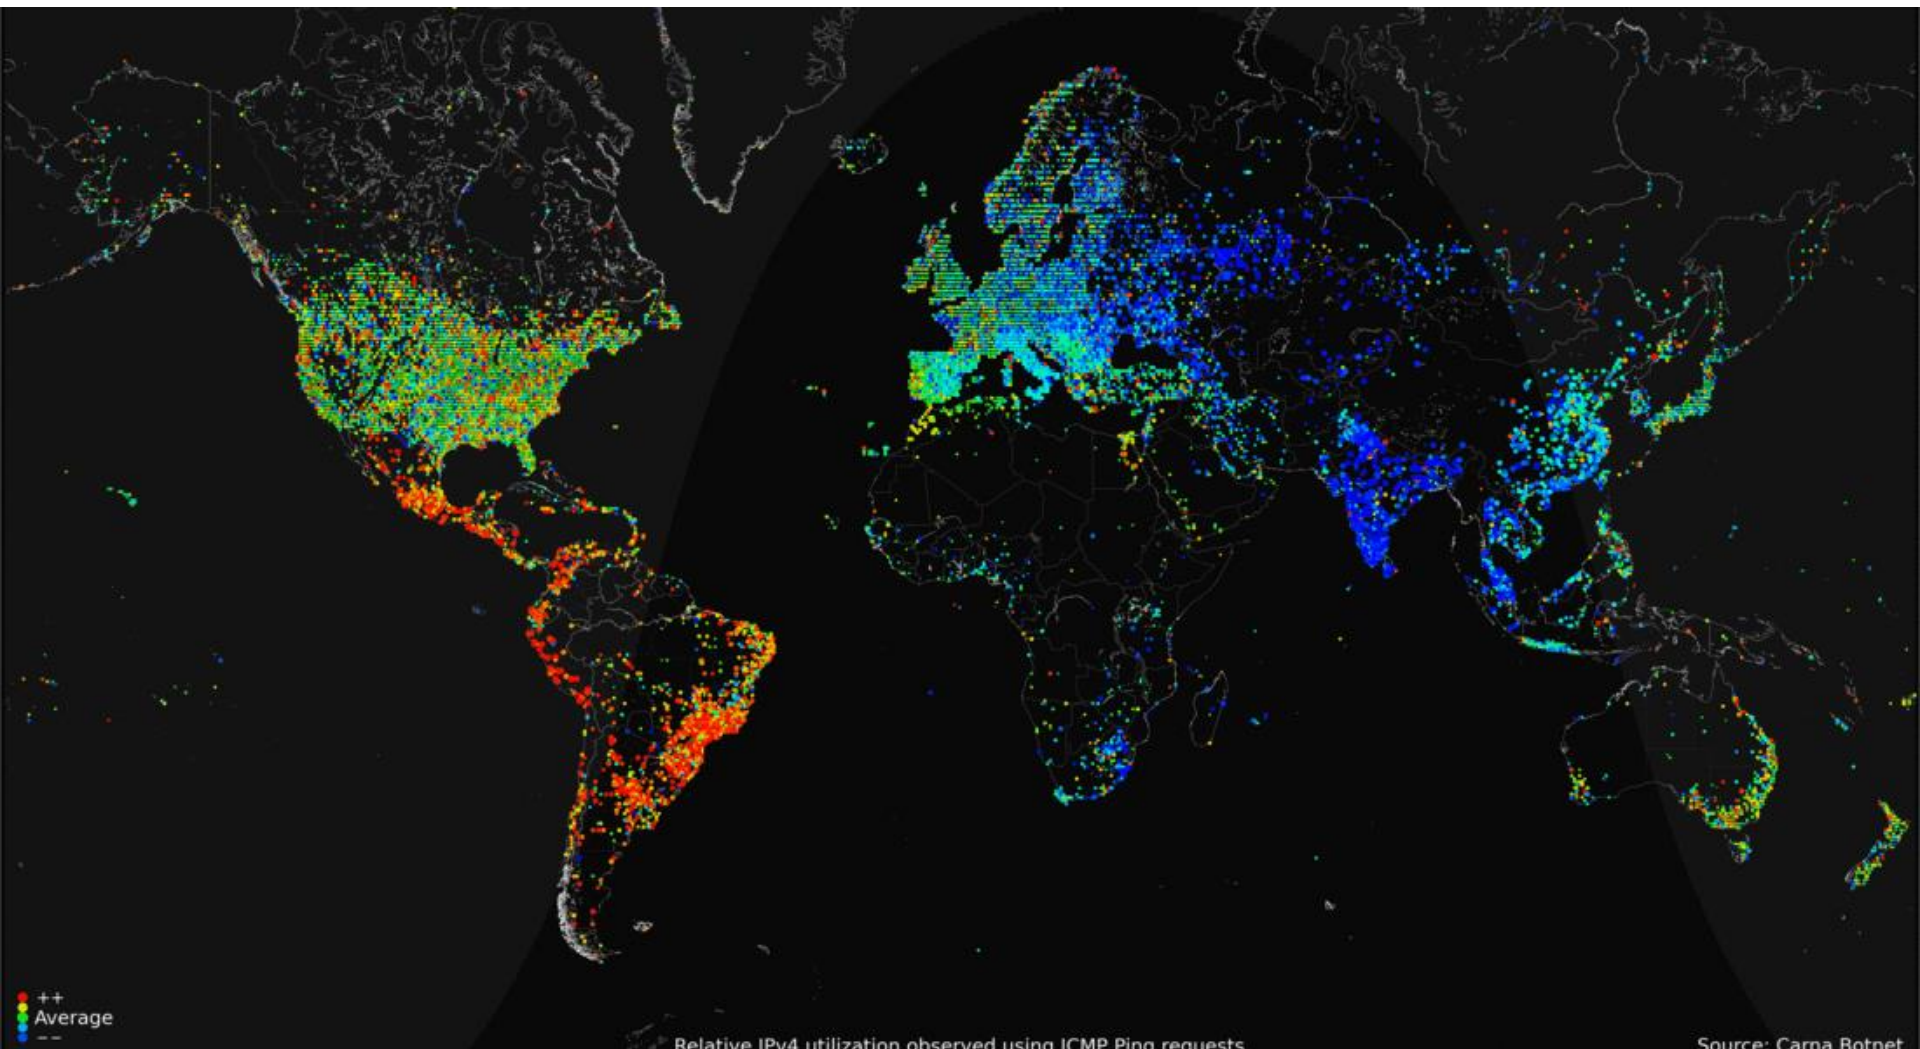 ++
Average
--
Relative IPv4 utilization observed using ICMP Ping requests
Source: Carna Botnet